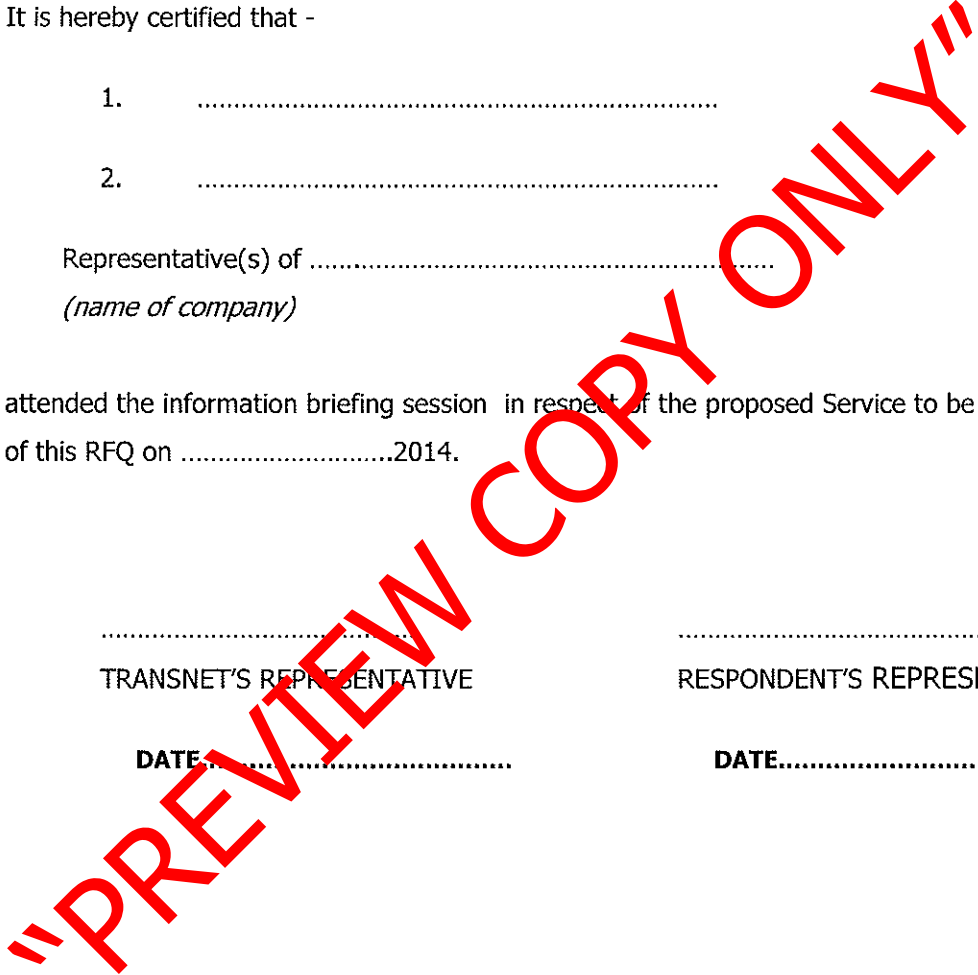 It is hereby certified that -
1. ........................................................................
2. ........................................................................
Representative(s) of ................................................................
(name of company)
attended the information briefing session in respect of the proposed Service to be
of this RFQ on .............................2014.
............................................ ..........................................
TRANSNET'S REPRESENTATIVE RESPONDENT'S REPRES
DATE.......................................... DATE...........................
"PREVIEW COPY ONLY"